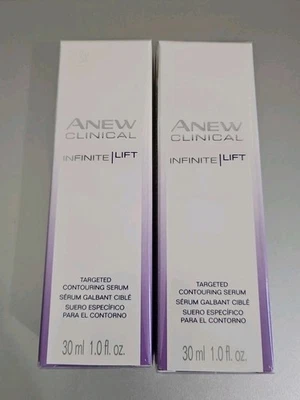 ANEW
CLINICAL
INFINITE|LIFT
TARGETED
CONTOURING SERUM
SÉRUM GALBANT CIBLÉ
SUERO ESPECÍFICO
PARA EL CONTORNO
30 ml 1.0 fl. oz.
ANEW
CLINICAL
INFINITE|LIFT
TARGETED
CONTOURING SERUM
SÉRUM GALBANT CIBLÉ
SUERO ESPECÍFICO
PARA EL CONTORNO
30 ml 1.0 fl. oz.